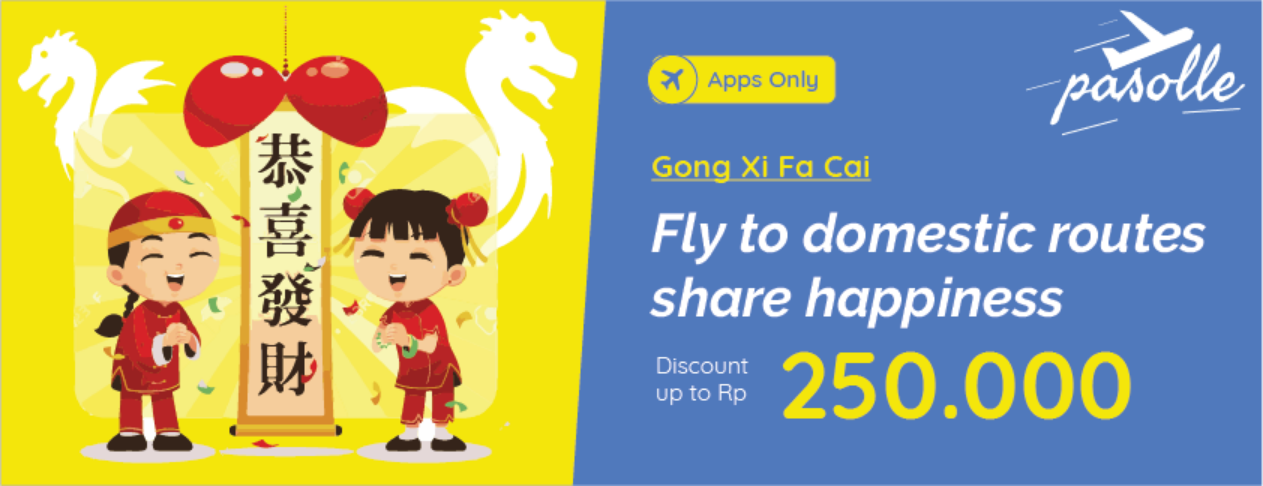 恭
喜
發
財
Apps Only
pasolle
Gong Xi Fa Cai
Fly to domestic routes
share happiness
Discount
up to Rp
250.000